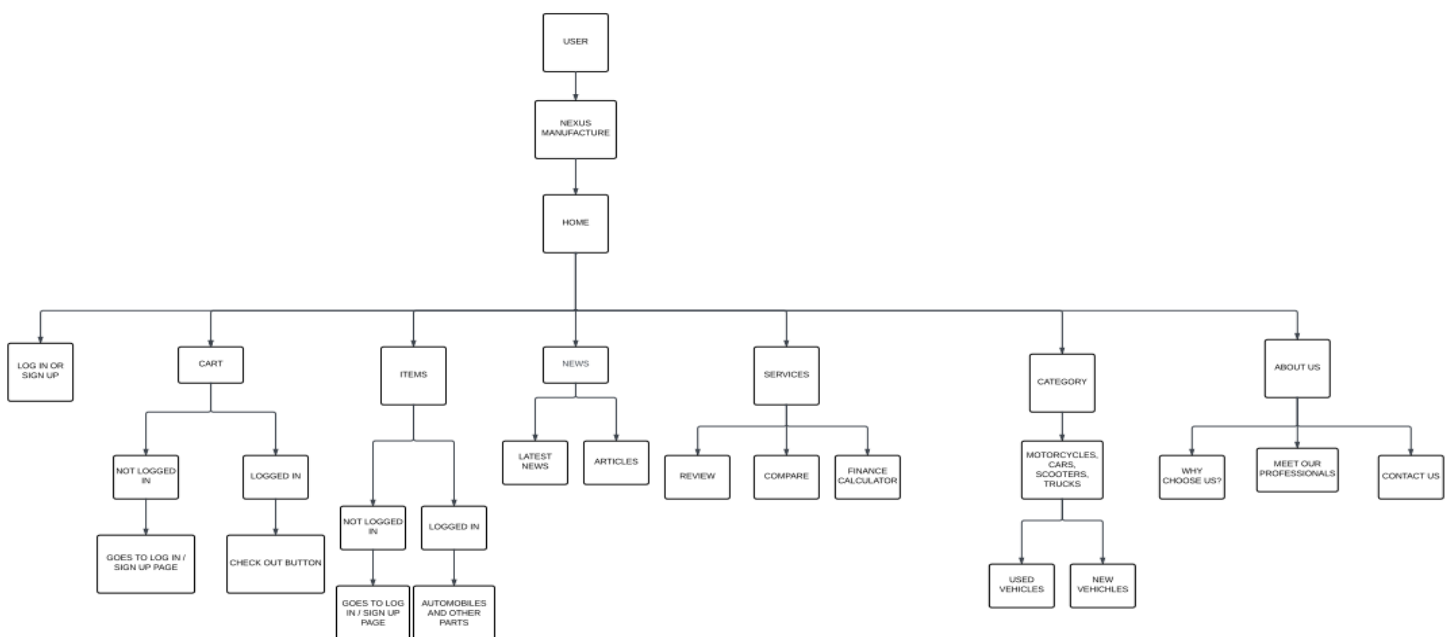 USER
NEXUS
MANUFACTURE
HOME
LOG IN OR
SIGN UP
CART
ITEMS
NEWS
SERVICES
CATEGORY
ABOUT US
NOT LOGGED
IN
LOGGED IN
GOES TO LOG IN /
SIGN UP PAGE
CHECK OUT BUTTON
NOT LOGGED
IN
LOGGED IN
GOES TO LOG
IN / SIGN UP
PAGE
AUTOMOBILES
AND OTHER
PARTS
LATEST
NEWS
ARTICLES
REVIEW
COMPARE
FINANCE
CALCULATOR
MOTORCYCLES,
CARS,
SCOOTERS,
TRUCKS
USED
VEHICLES
NEW
VEHICHLES
WHY
CHOOSE US?
MEET OUR
PROFESSIONALS
CONTACT US